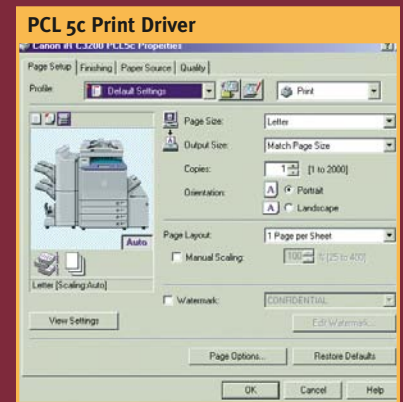 PCL 5c Print Driver
Canon iR C3200 PCL5c Properties
Page Setup Finishing Paper Source Quality
Profile: Default Settings Print
Page Size: Letter
Output Size: Match Page Size
Copies: 1 [1 to 2000]
Orientation: A Portrait
A Landscape
Auto
Page Layout: 1 Page per Sheet
Manual Scaling: 100 % [25 to 400]
Letter [Scaling:Auto]
Watermark: CONFIDENTIAL
View Settings Edit Watermark...
Page Options... Restore Defaults
OK Cancel Help